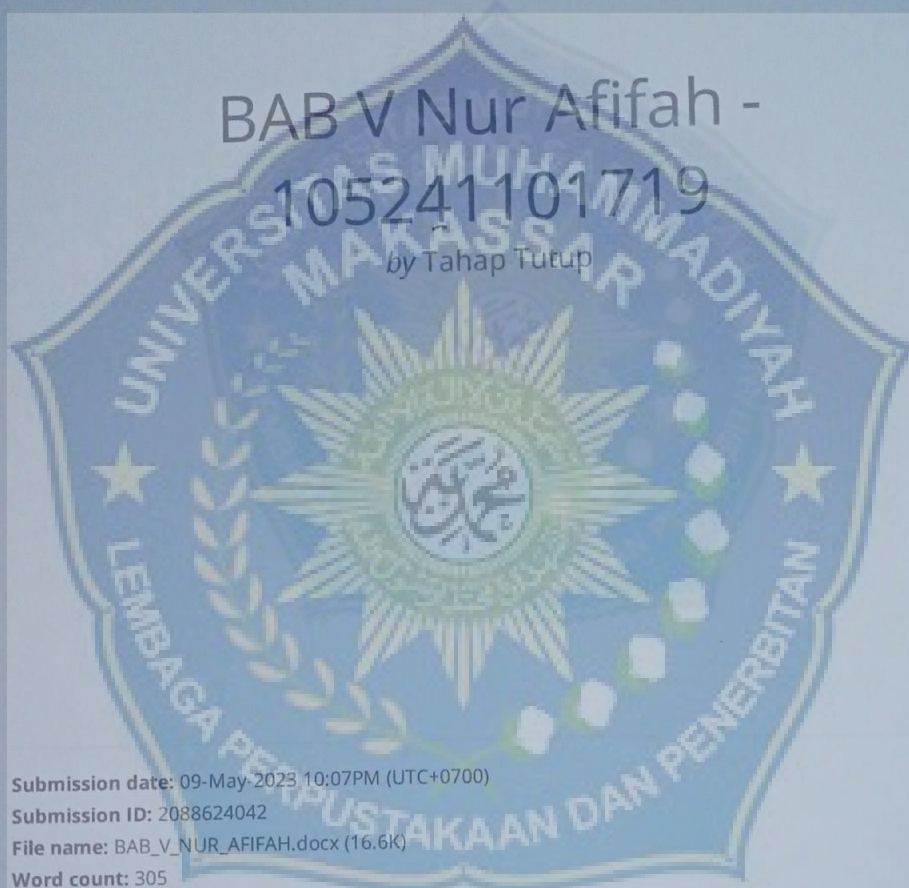 BAB V Nur Afifah -
105241101719
by Tahap Tutup
UNIVERSITAS MUHAMMADIYAH
MAKASSAR
محمد
LEMBAGA PERPUSTAKAAN DAN PENERBITAN
Submission date: 09-May-2023 10:07PM (UTC+0700)
Submission ID: 2088624042
File name: BAB_V_NUR_AFIFAH.docx (16.6K)
Word count: 305